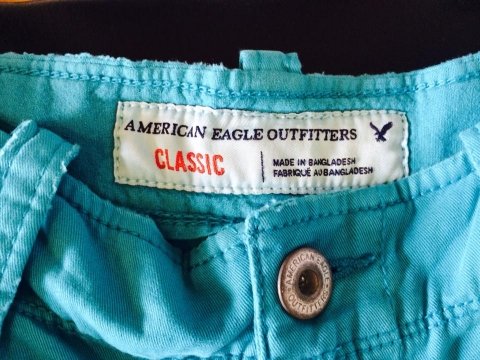 AMERICAN EAGLE OUTFITTERS
CLASSIC
MADE IN BANGLADESH
FABRIQUÉ AU BANGLADESH
AMERICAN EAGLE
OUTFITTERS